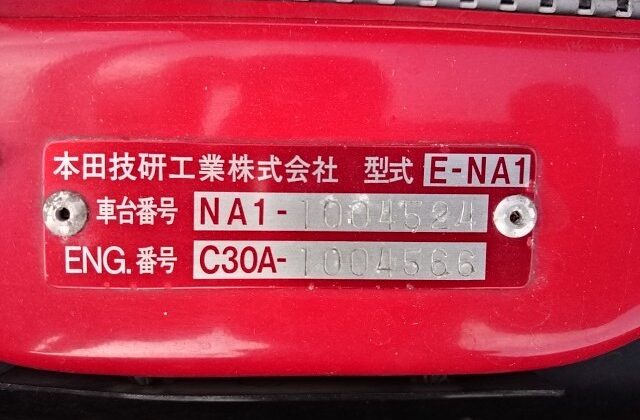 本田技研工業株式会社 型式 E-NA1
車台番号 NA1-1004524
ENG.番号 C30A-1004566